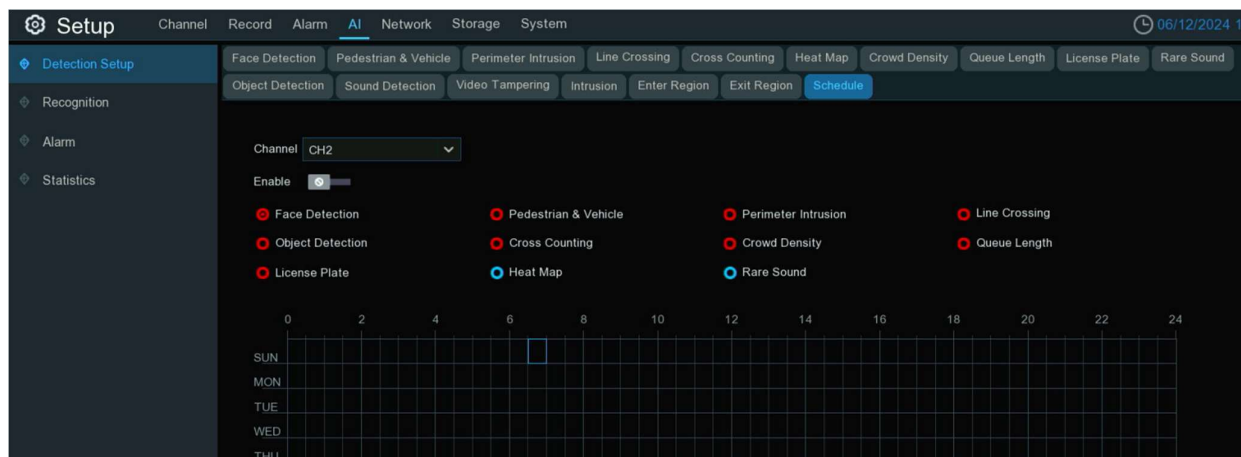 Setup Channel Record Alarm AI Network Storage System 06/12/2024
Detection Setup
Recognition
Alarm
Statistics
Face Detection Pedestrian & Vehicle Perimeter Intrusion Line Crossing Cross Counting Heat Map Crowd Density Queue Length License Plate Rare Sound
Object Detection Sound Detection Video Tampering Intrusion Enter Region Exit Region Schedule
Channel CH2
Enable
Face Detection Pedestrian & Vehicle Perimeter Intrusion Line Crossing
Object Detection Cross Counting Crowd Density Queue Length
License Plate Heat Map Rare Sound
0 2 4 6 8 10 12 14 16 18 20 22 24
SUN
MON
TUE
WED
THU